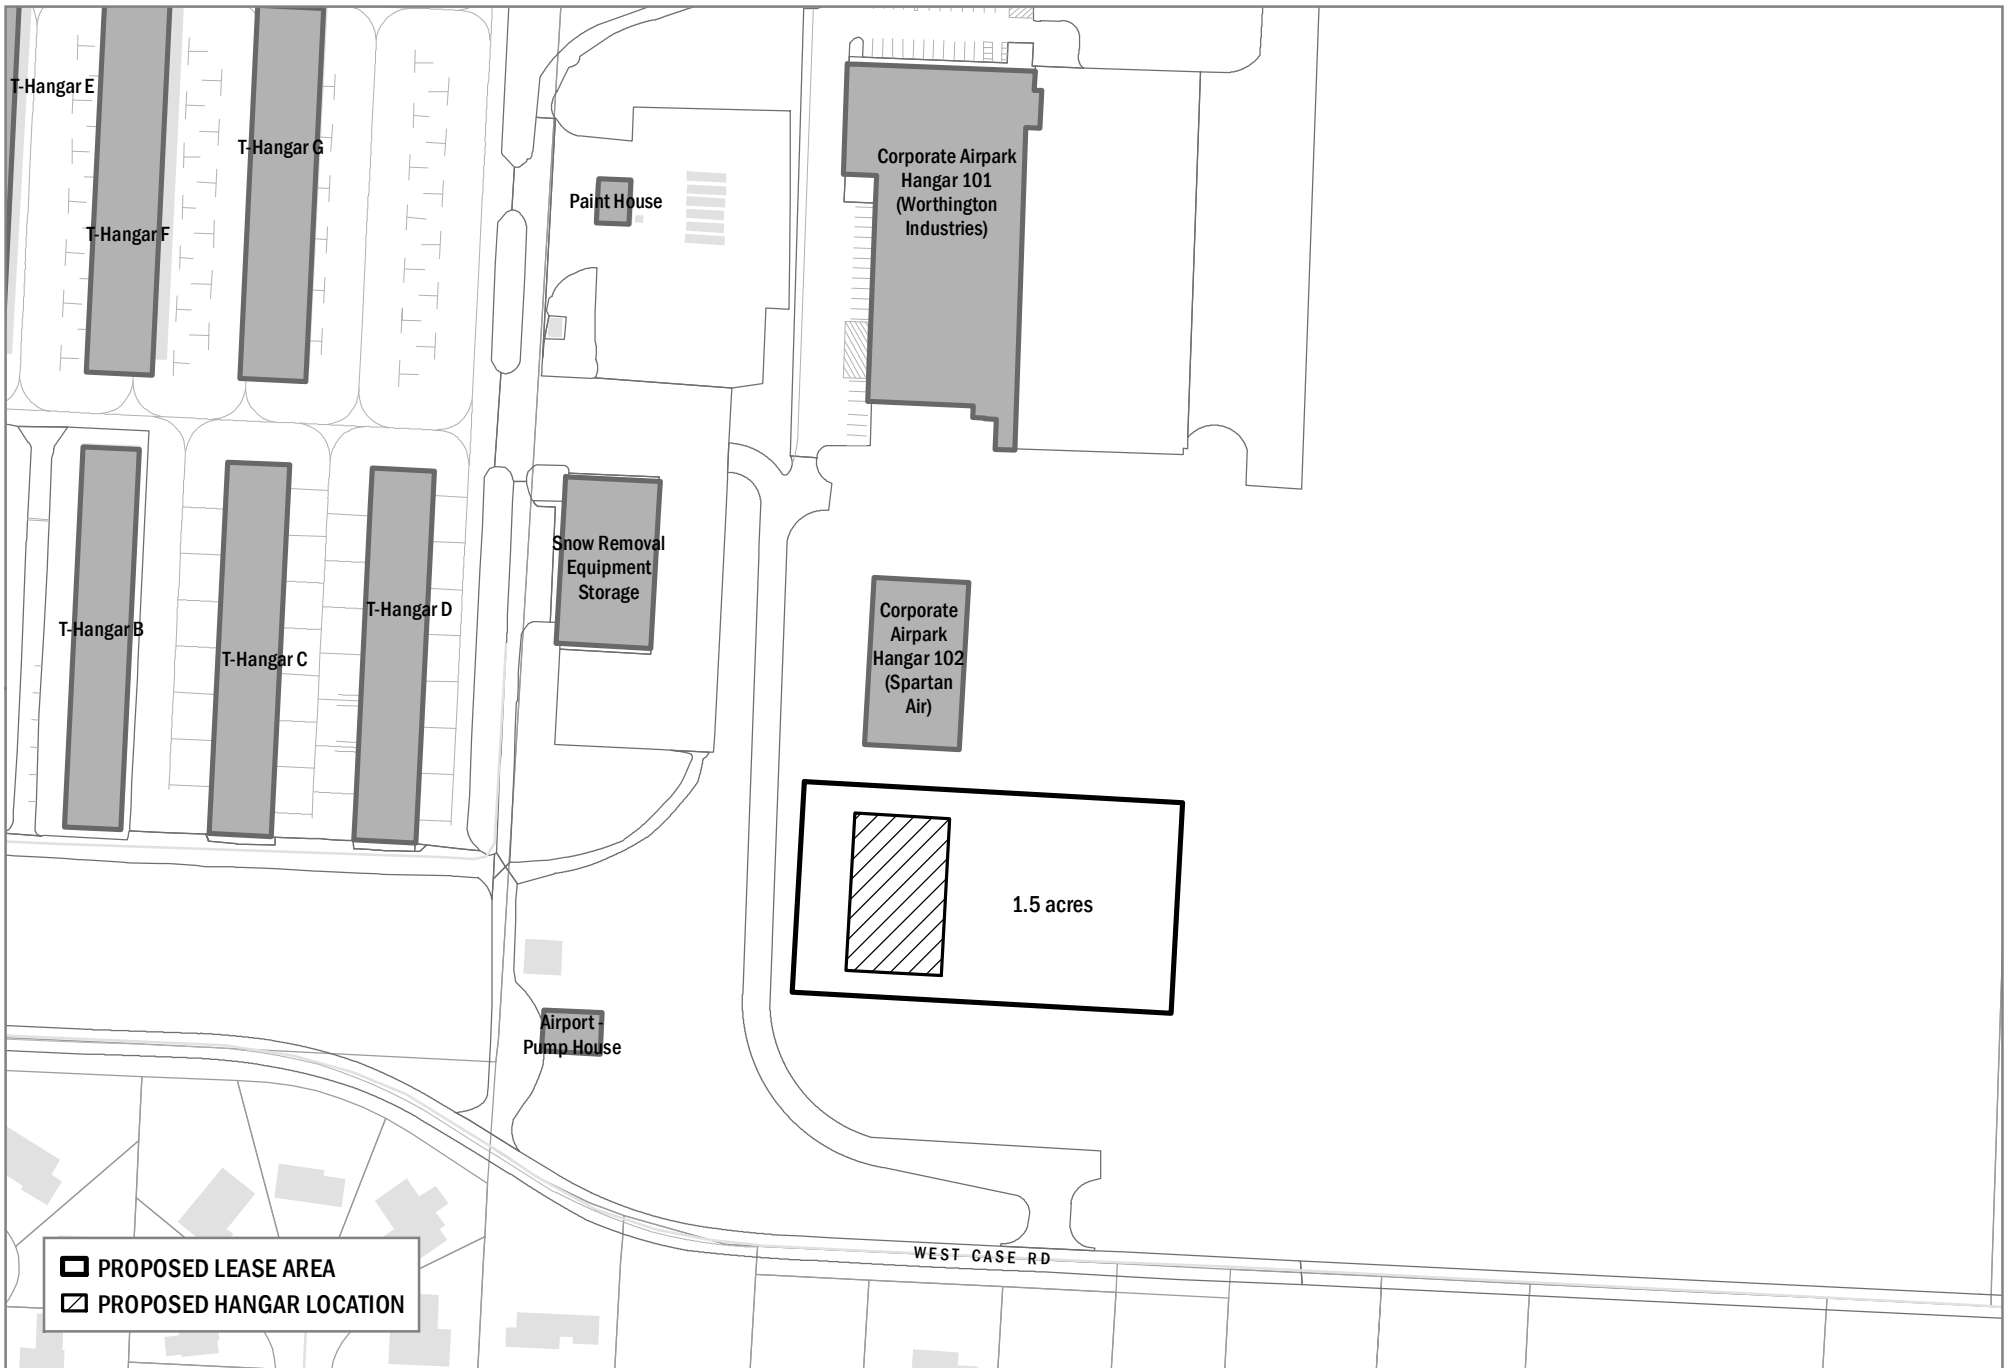 T-Hangar E
T-Hangar G
T-Hangar F
Paint House
Corporate Airpark
Hangar 101
(Worthington
Industries)
Snow Removal
Equipment
Storage
T-Hangar B
T-Hangar C
T-Hangar D
Corporate
Airpark
Hangar 102
(Spartan
Air)
1.5 acres
Airport -
Pump House
WEST CASE RD
PROPOSED LEASE AREA
PROPOSED HANGAR LOCATION